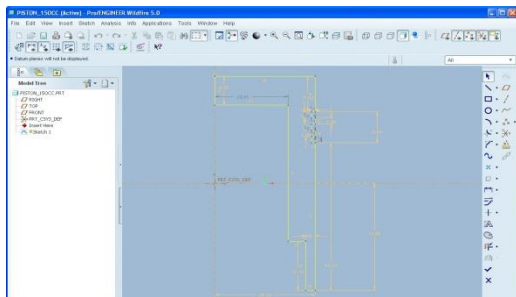 PISTON_150CC (Active) - Pro/ENGINEER Wildfire 5.0
File Edit View Insert Sketch Analysis Info Applications Tools Window Help
• Datum planes will not be displayed.
All
Model Tree
PISTON_150CC.PRT
RIGHT
TOP
FRONT
PRT_CSYS_DEF
Insert Here
Sketch 1
PRT_CSYS_DEF